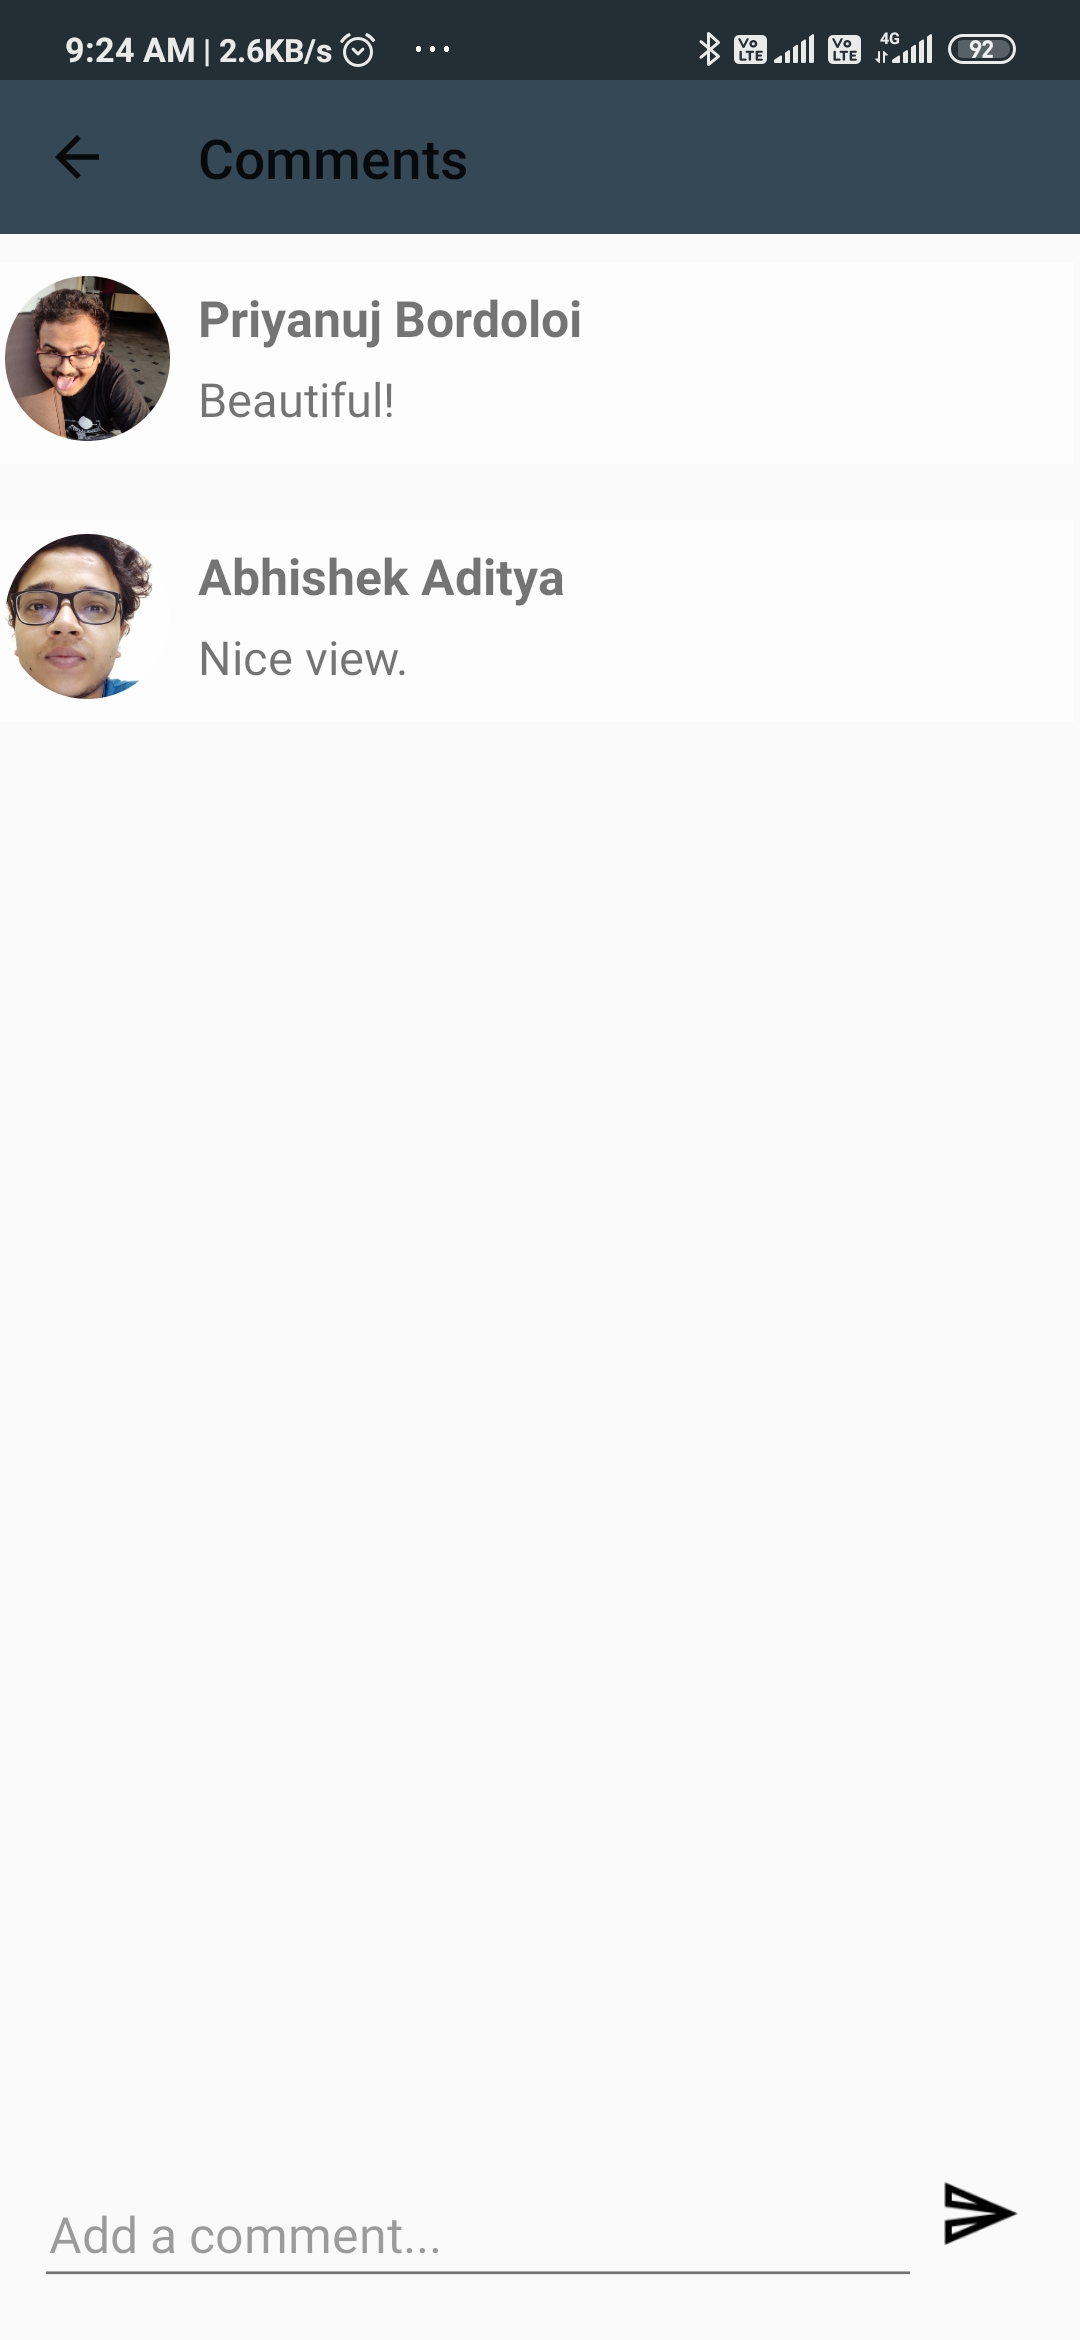 9:24 AM | 2.6KB/s ... Vo LTE Vo LTE 4G 92
Comments
Priyanuj Bordoloi
Beautiful!
Abhishek Aditya
Nice view.
Add a comment...